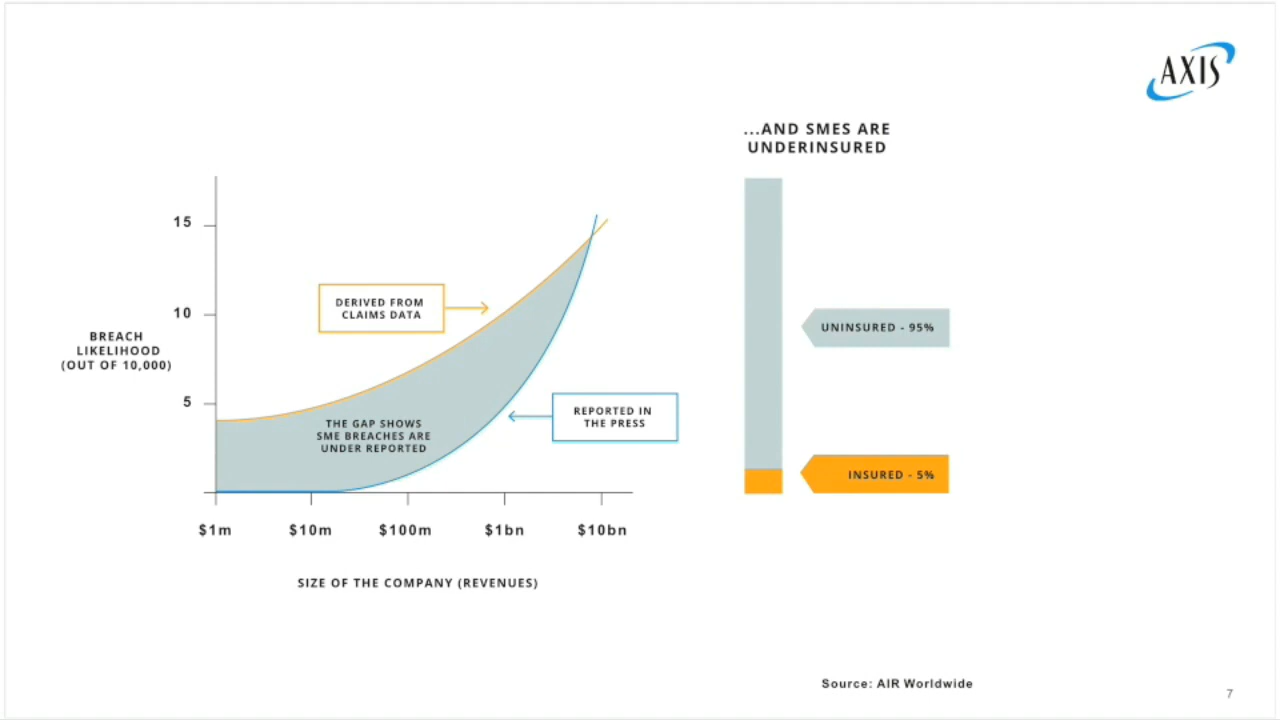 AXIS
...AND SMES ARE
UNDERINSURED
15
10
5
BREACH
LIKELIHOOD
(OUT OF 10,000)
DERIVED FROM
CLAIMS DATA
THE GAP SHOWS
SME BREACHES ARE
UNDER REPORTED
REPORTED IN
THE PRESS
$1m $10m $100m $1bn $10bn
SIZE OF THE COMPANY (REVENUES)
UNINSURED - 95%
INSURED - 5%
Source: AIR Worldwide
7